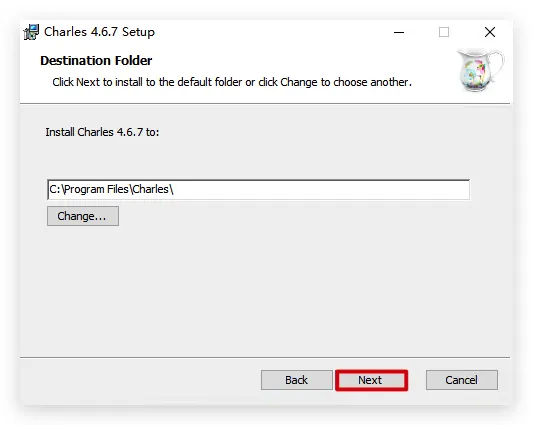 Charles 4.6.7 Setup
Destination Folder
Click Next to install to the default folder or click Change to choose another.
Install Charles 4.6.7 to:
C:\Program Files\Charles\
Change...
Back Next Cancel